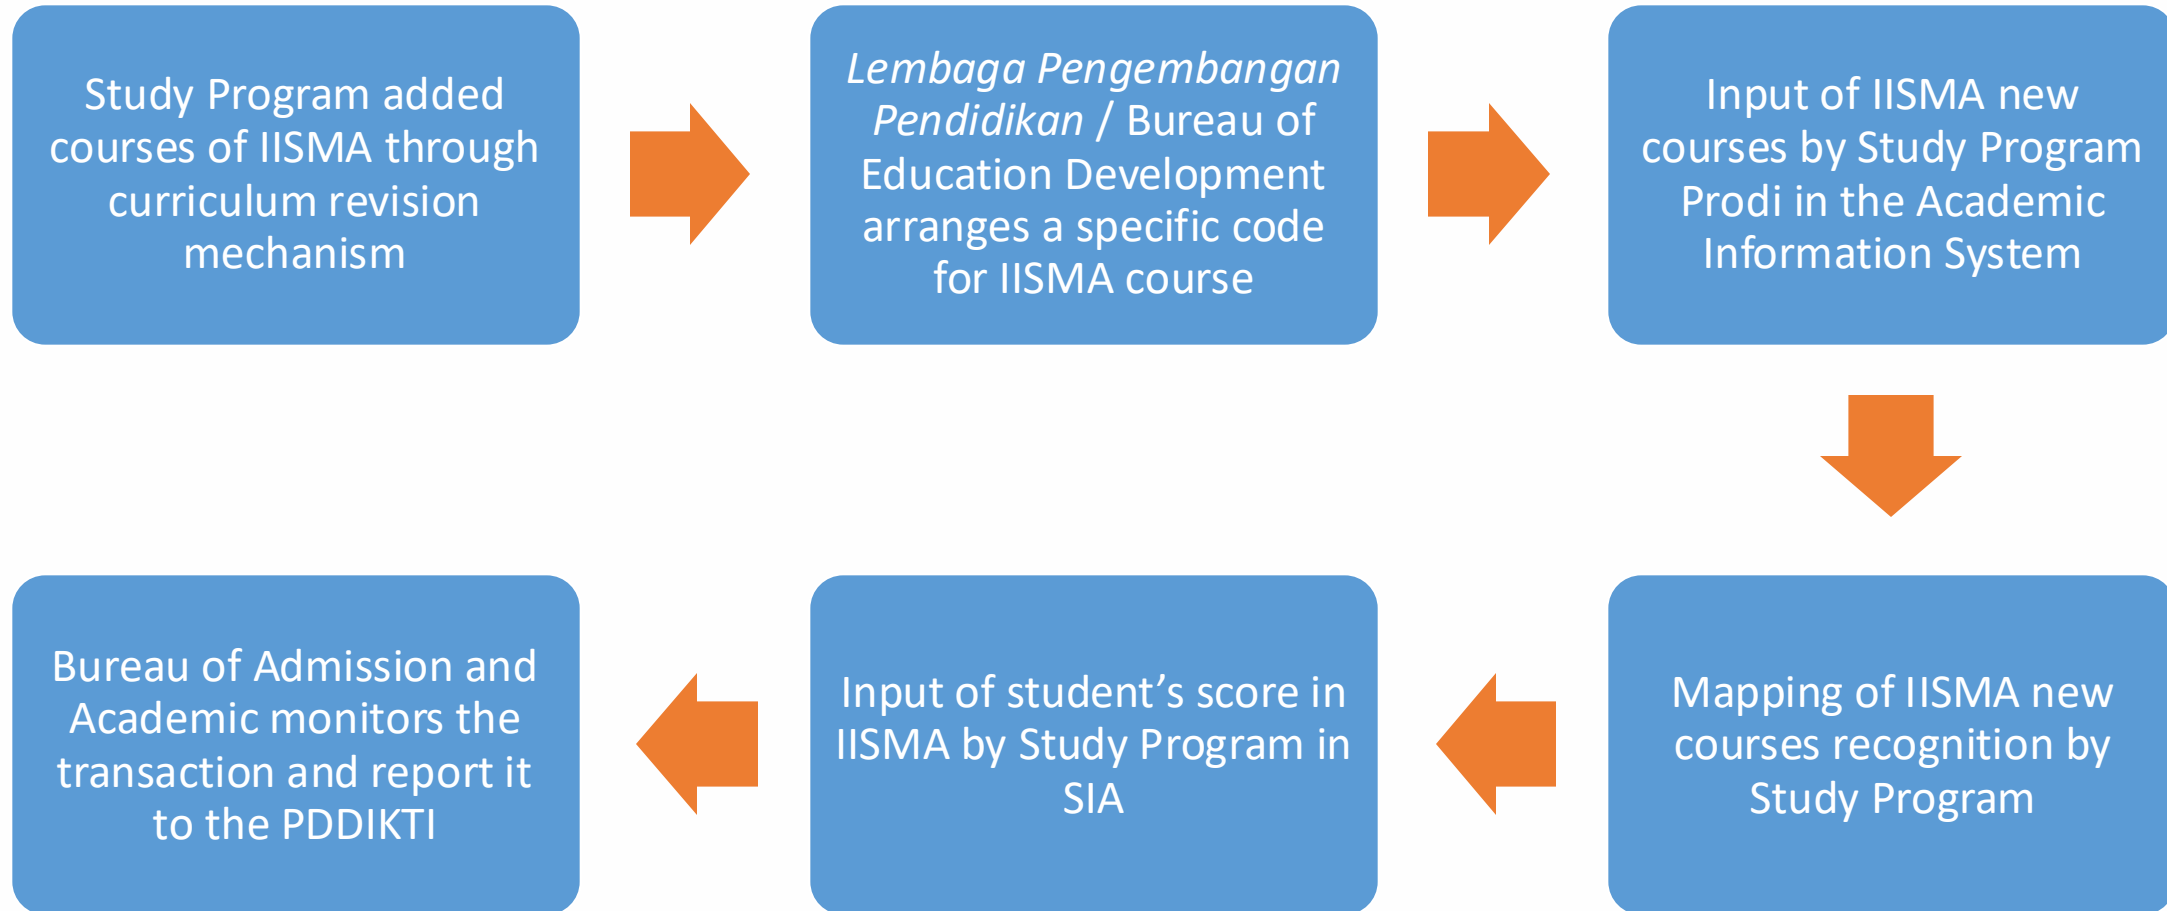 Study Program added
courses of IISMA through
curriculum revision
mechanism
Lembaga Pengembangan
Pendidikan / Bureau of
Education Development
arranges a specific code
for IISMA course
Input of IISMA new
courses by Study Program
Prodi in the Academic
Information System
Mapping of IISMA new
courses recognition by
Study Program
Input of student’s score in
IISMA by Study Program in
SIA
Bureau of Admission and
Academic monitors the
transaction and report it
to the PDDIKTI